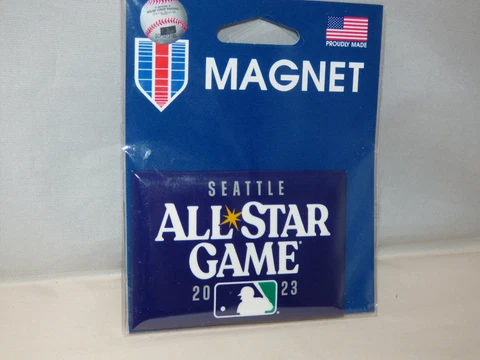 MAGNET
PROUDLY MADE
SEATTLE
ALL STAR
GAME
20 23